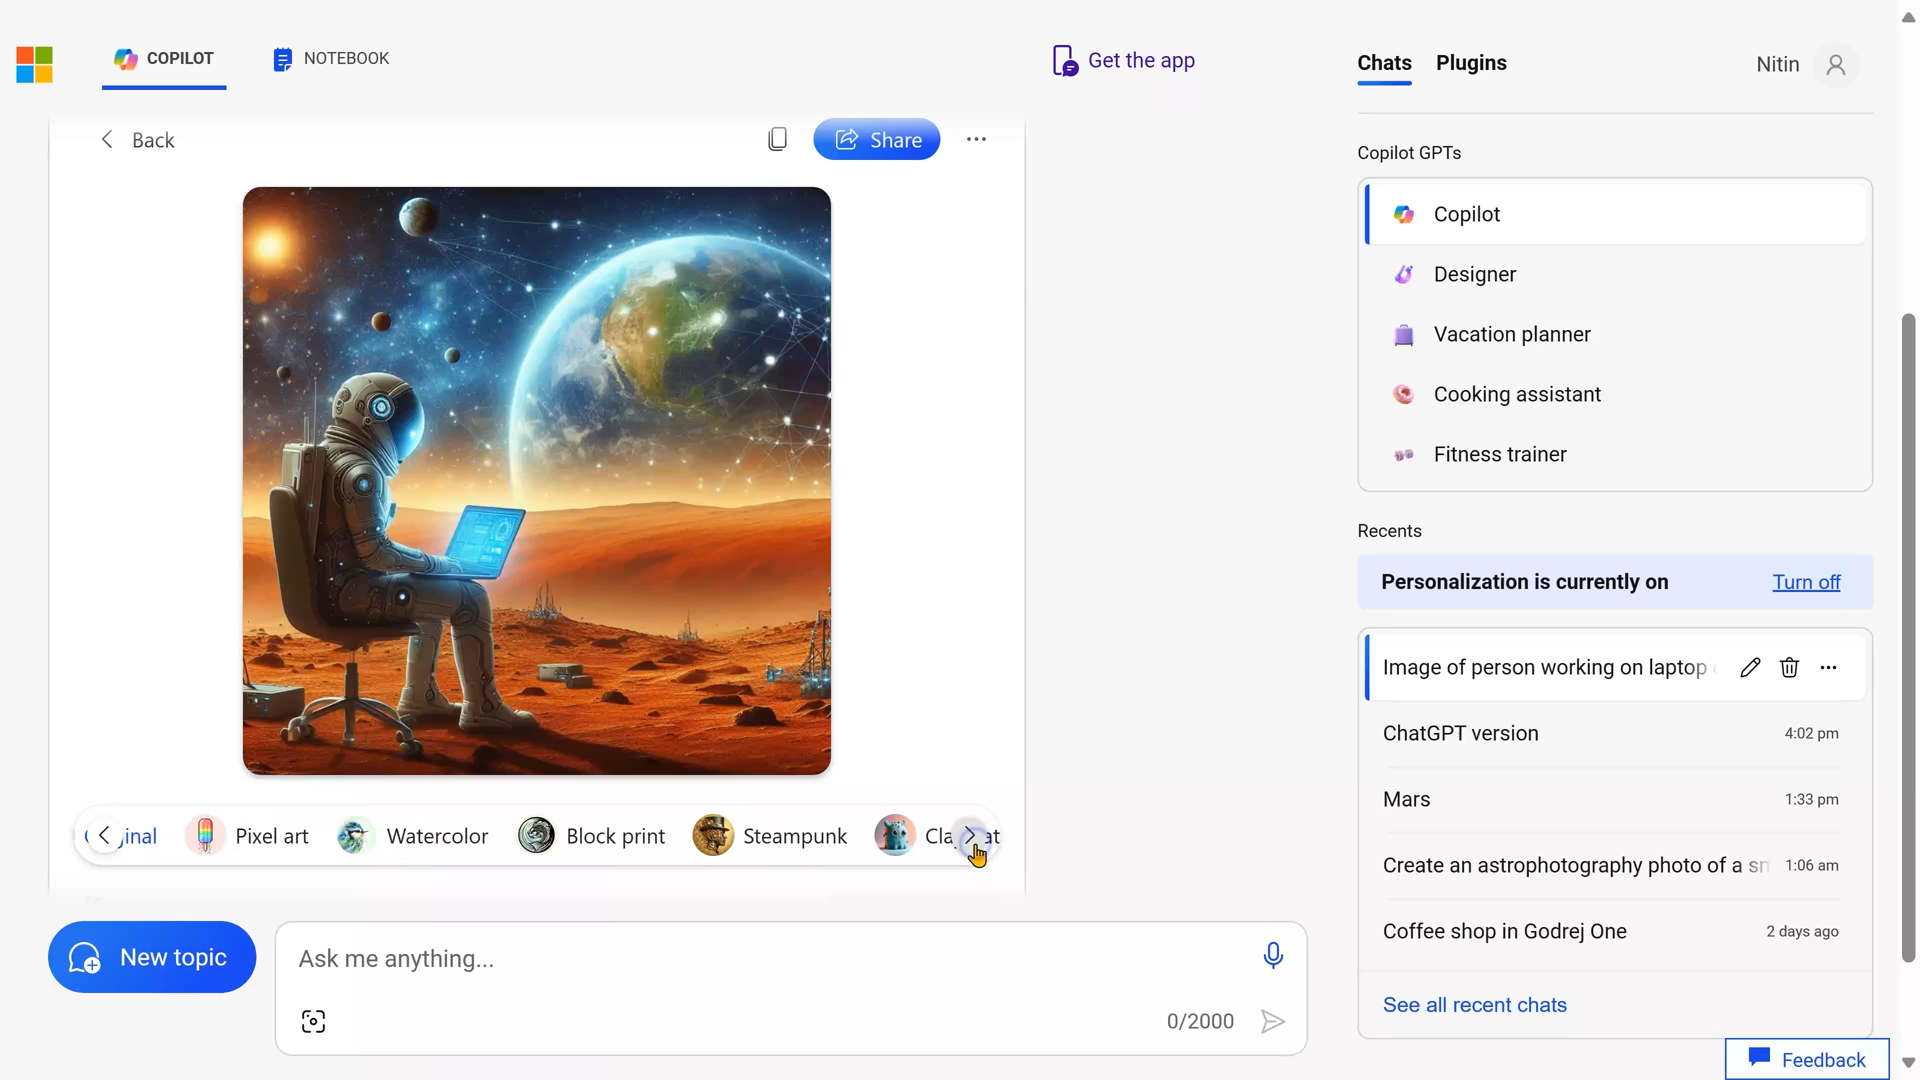 COPILOT
NOTEBOOK
Get the app
Chats
Plugins
Nitin
Back
Share
Copilot GPTs
Copilot
Designer
Vacation planner
Cooking assistant
Fitness trainer
Recents
Personalization is currently on
Turn off
Image of person working on laptop
ChatGPT version
4:02 pm
Mars
1:33 pm
Create an astrophotography photo of a
1:06 am
Coffee shop in Godrej One
2 days ago
See all recent chats
Pixel art
Watercolor
Block print
Steampunk
New topic
Ask me anything...
0/2000
Feedback